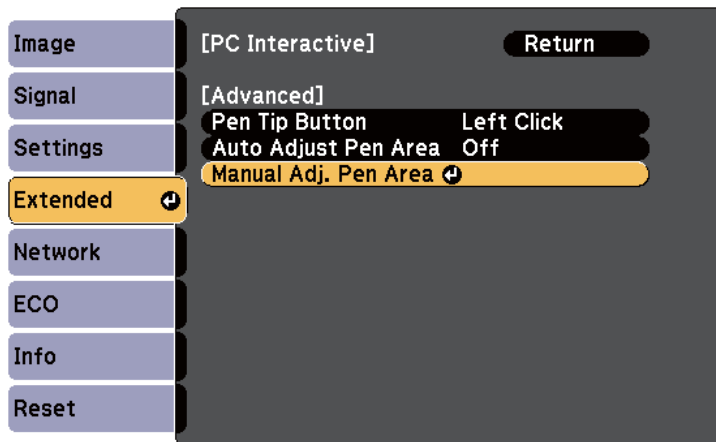 Image
Signal
Settings
Extended
Network
ECO
Info
Reset
[PC Interactive] Return
[Advanced]
Pen Tip Button Left Click
Auto Adjust Pen Area Off
Manual Adj. Pen Area